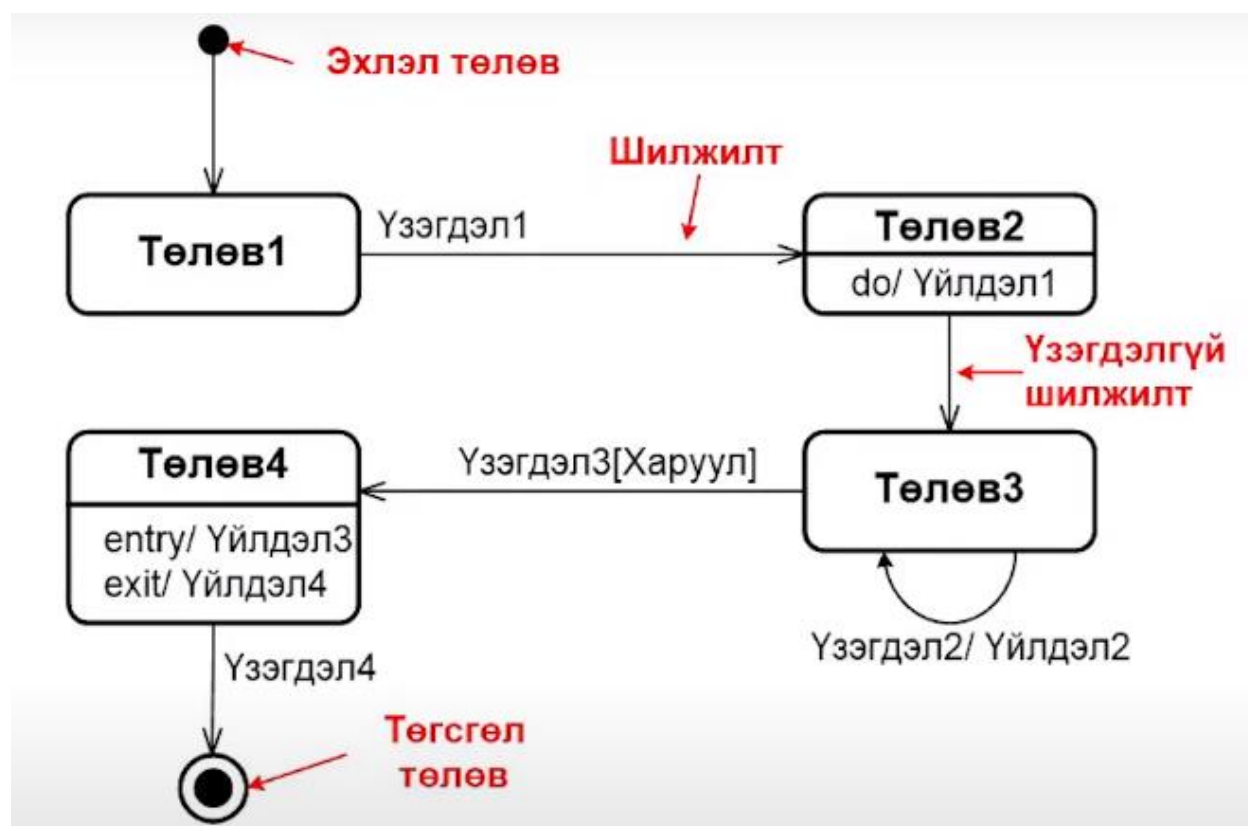 Эхлэл төлөв
Шилжилт
Төлөв1
Үзэгдэл1
Төлөв2
do/ Үйлдэл1
Үзэгдэлгүй
шилжилт
Төлөв4
entry/ Үйлдэл3
exit/ Үйлдэл4
Үзэгдэл3[Харуул]
Төлөв3
Үзэгдэл2/ Үйлдэл2
Үзэгдэл4
Төгсгөл
төлөв